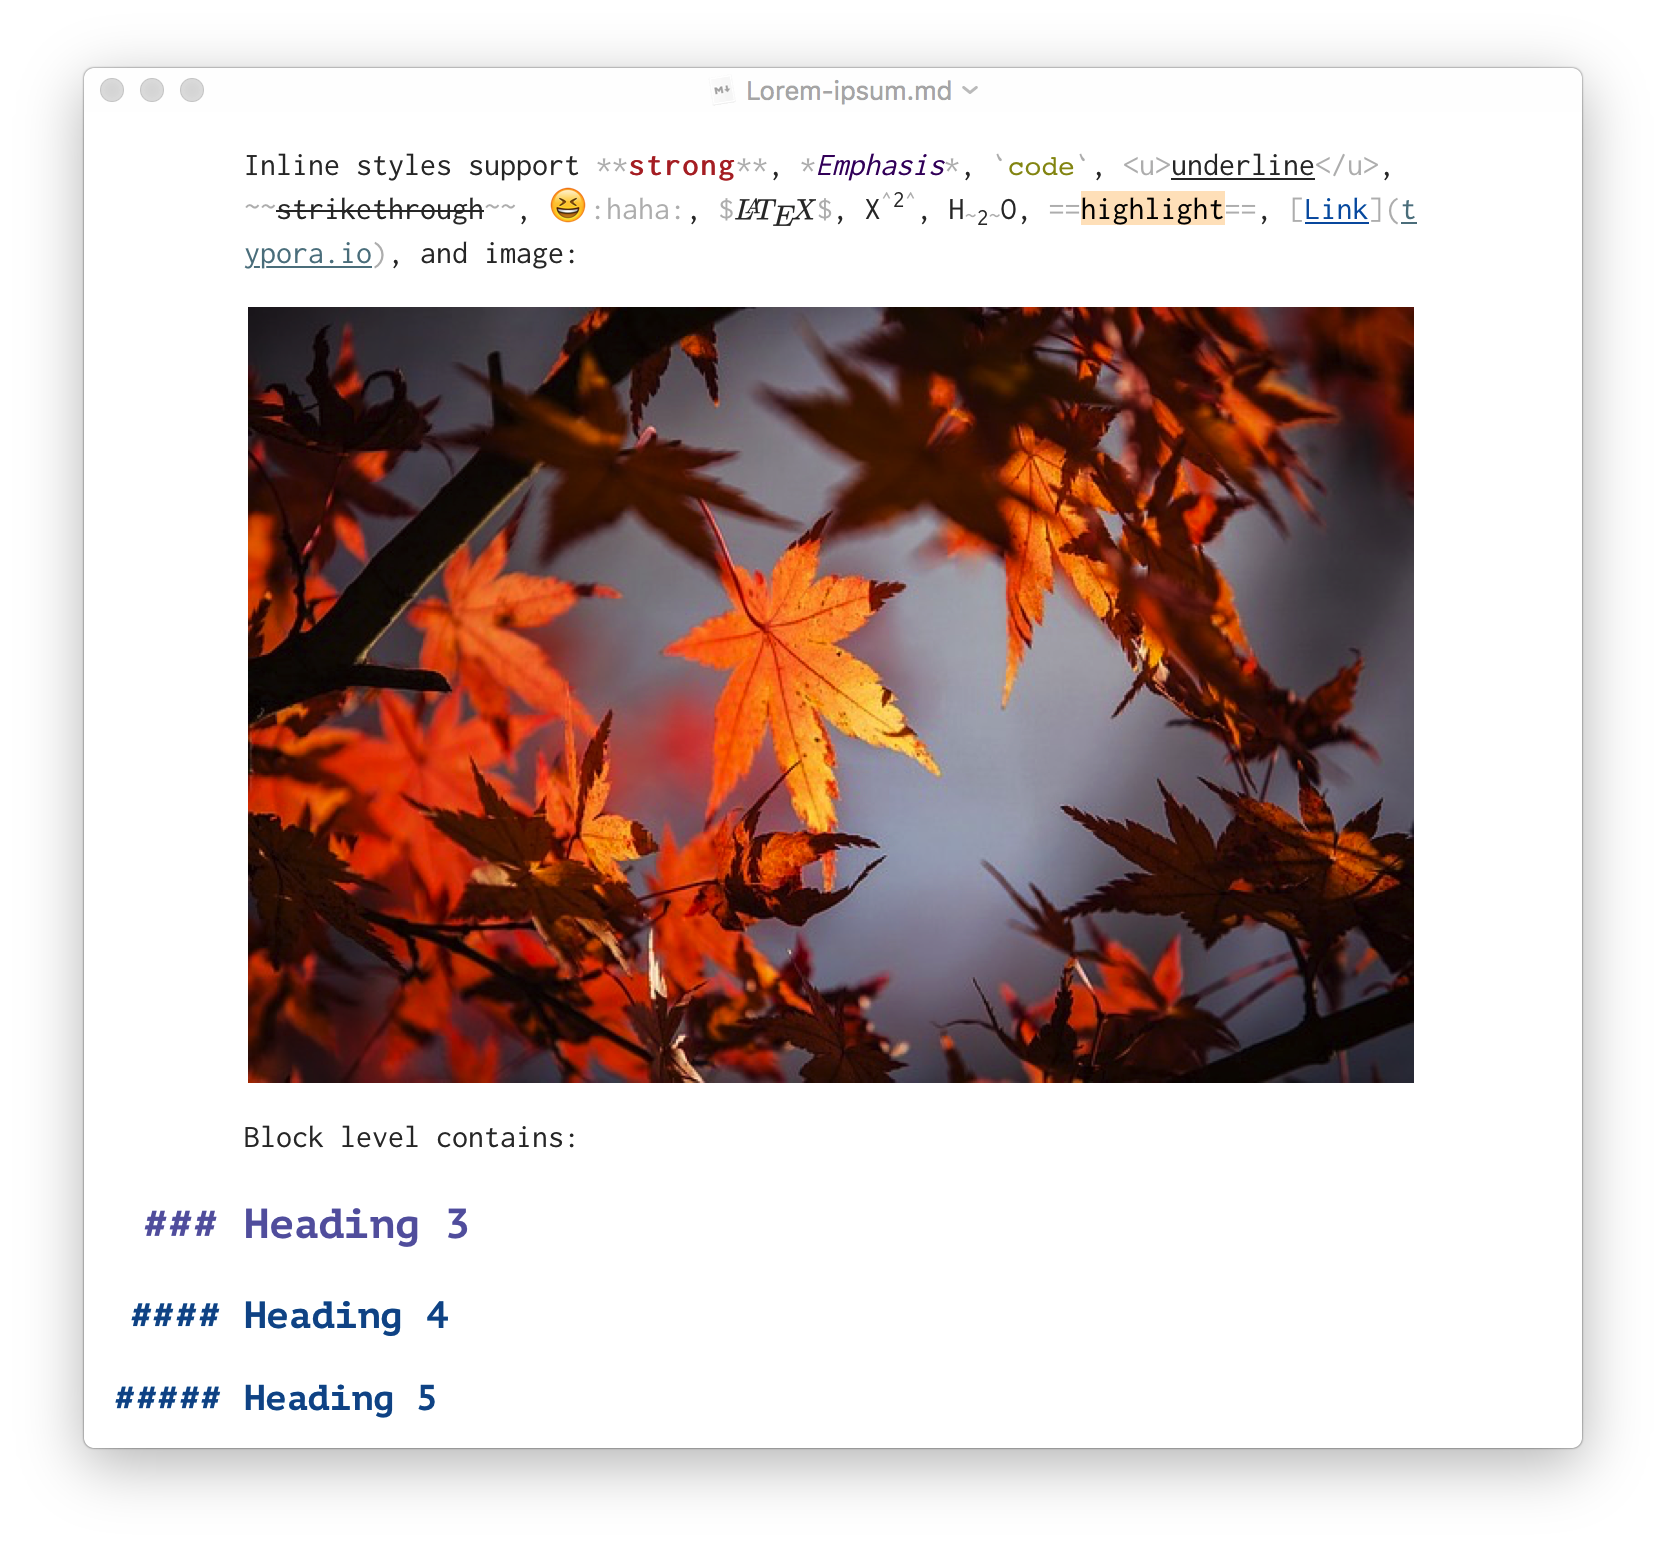 Lorem-ipsum.md
Inline styles support **strong**, *Emphasis*, `code`, <u>underline</u>,
~~strikethrough~~, 😆:haha:, $LATEX$, X^2^, H~2~O, ==highlight==, [Link](t
ypora.io), and image:
Block level contains:
### Heading 3
#### Heading 4
##### Heading 5